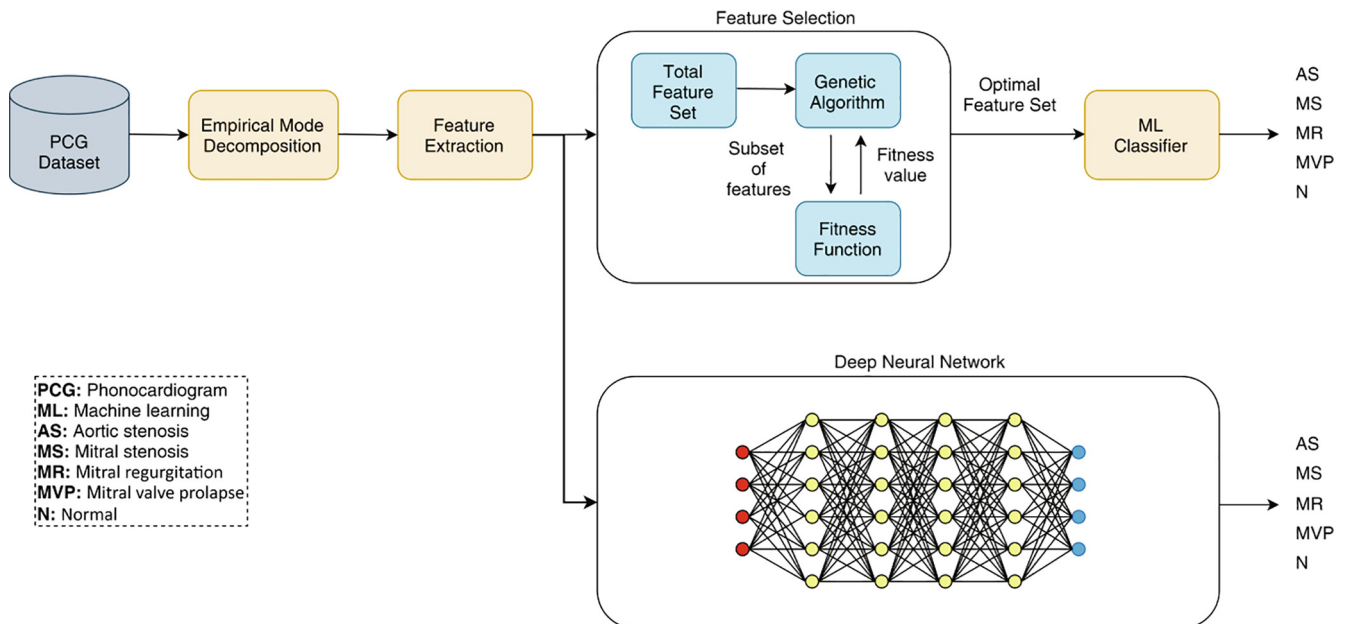 Feature Selection
PCG
Dataset
Empirical Mode
Decomposition
Feature
Extraction
Total
Feature
Set
Genetic
Algorithm
Subset
of
features
Fitness
value
Fitness
Function
Optimal
Feature Set
ML
Classifier
AS
MS
MR
MVP
N
Deep Neural Network
AS
MS
MR
MVP
N
PCG: Phonocardiogram
ML: Machine learning
AS: Aortic stenosis
MS: Mitral stenosis
MR: Mitral regurgitation
MVP: Mitral valve prolapse
N: Normal